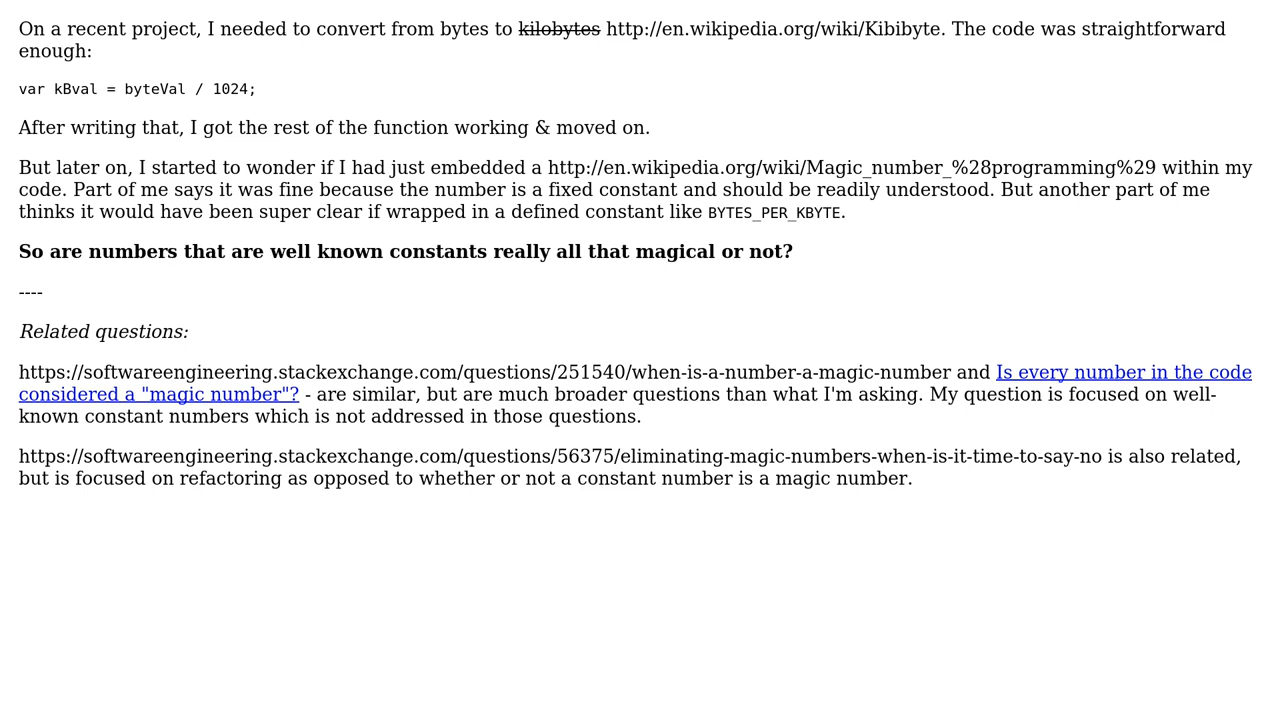 On a recent project, I needed to convert from bytes to kilobytes http://en.wikipedia.org/wiki/Kibibyte. The code was straightforward
enough:
var kBval = byteVal / 1024;
After writing that, I got the rest of the function working & moved on.
But later on, I started to wonder if I had just embedded a http://en.wikipedia.org/wiki/Magic_number_%28programming%29 within my
code. Part of me says it was fine because the number is a fixed constant and should be readily understood. But another part of me
thinks it would have been super clear if wrapped in a defined constant like BYTES_PER_KBYTE.
So are numbers that are well known constants really all that magical or not?
----
Related questions:
https://softwareengineering.stackexchange.com/questions/251540/when-is-a-number-a-magic-number and Is every number in the code
considered a "magic number"? - are similar, but are much broader questions than what I'm asking. My question is focused on well-
known constant numbers which is not addressed in those questions.
https://softwareengineering.stackexchange.com/questions/56375/eliminating-magic-numbers-when-is-it-time-to-say-no is also related,
but is focused on refactoring as opposed to whether or not a constant number is a magic number.